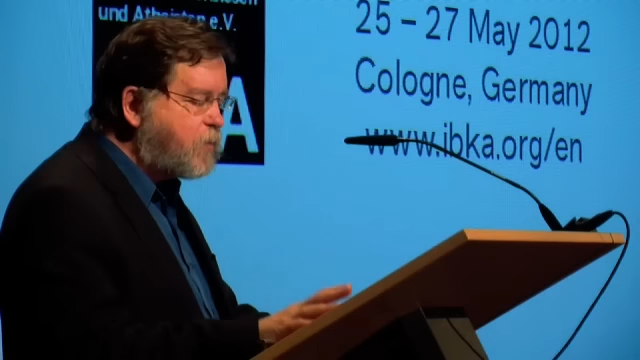 und Atheisten e.V.
A
25 – 27 May 2012
Cologne, Germany
www.ibka.org/en